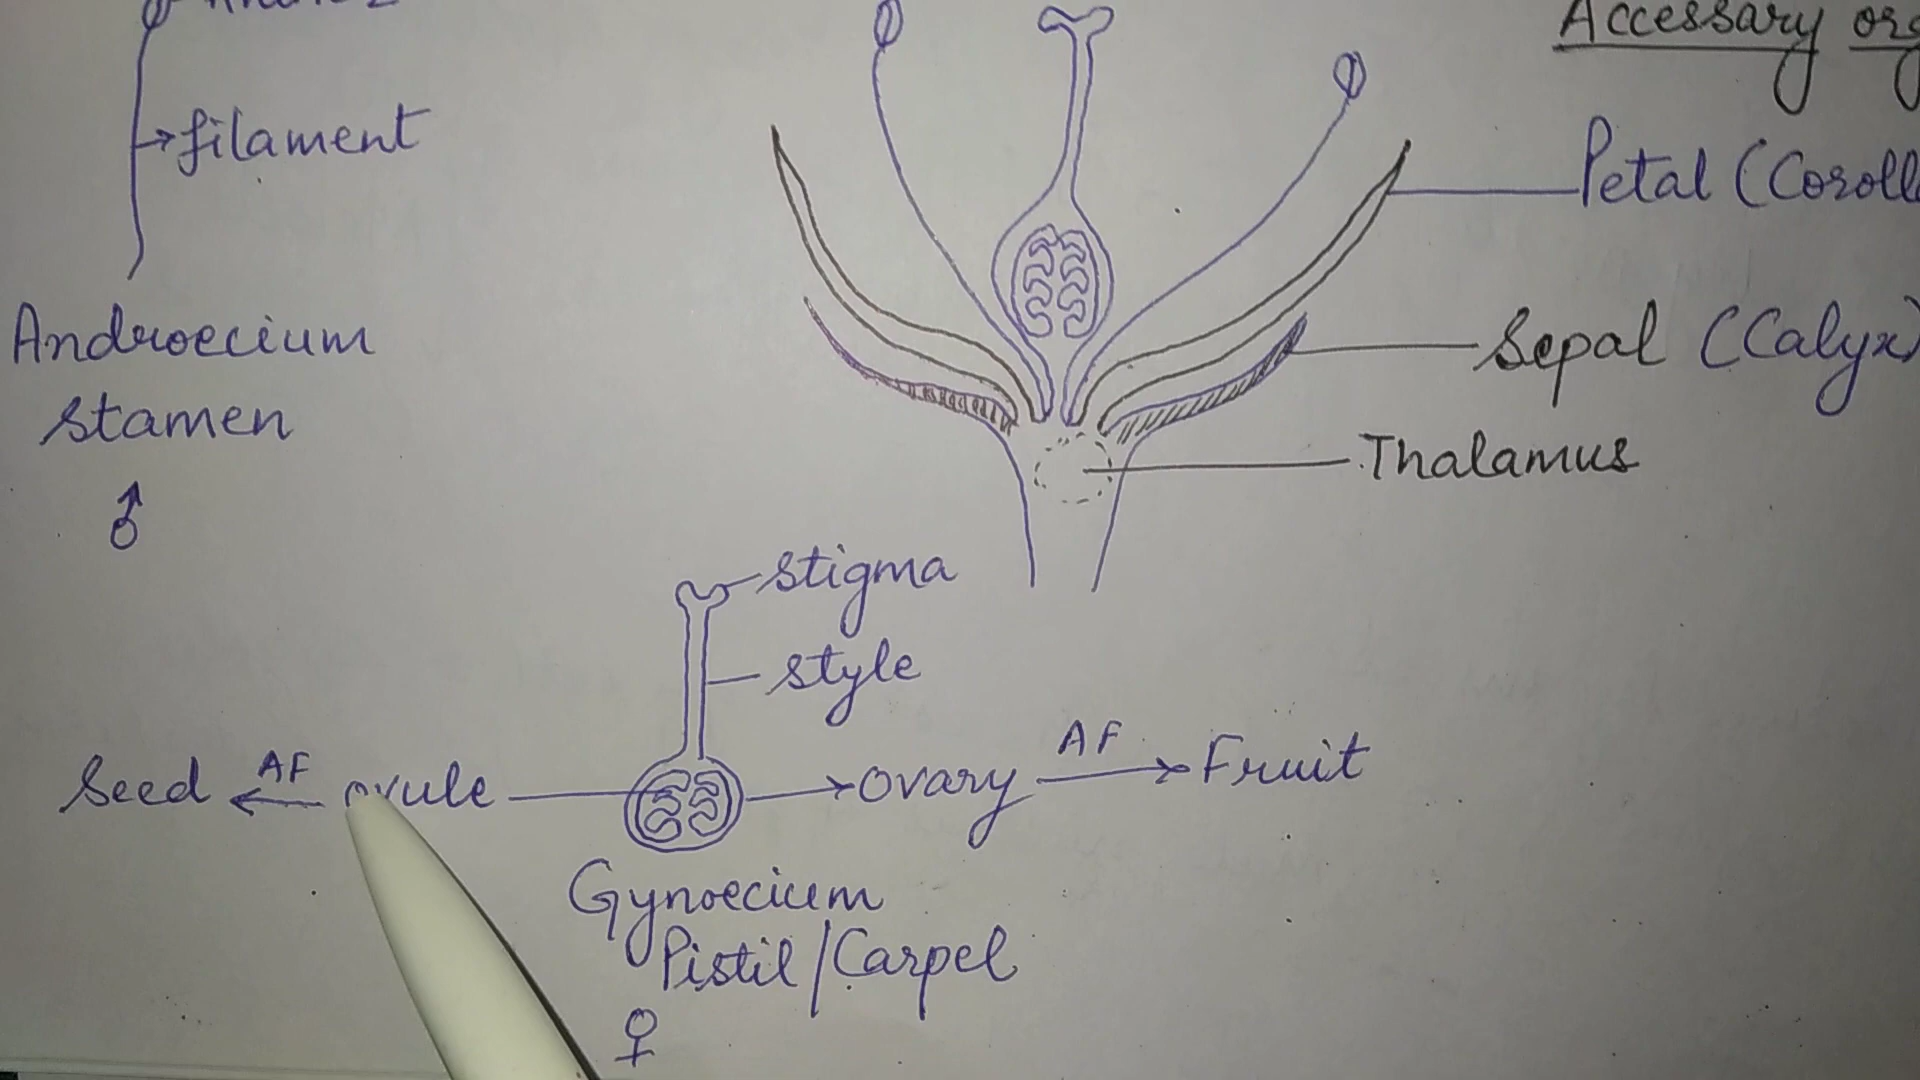 Accessary
filament
Petal (Coroll
Androecium
stamen
♂
Sepal (Calyx)
Thalamus
stigma
style
Seed AF ovule
Ovary AF Fruit
Gynoecium
Pistil/Carpel
♀